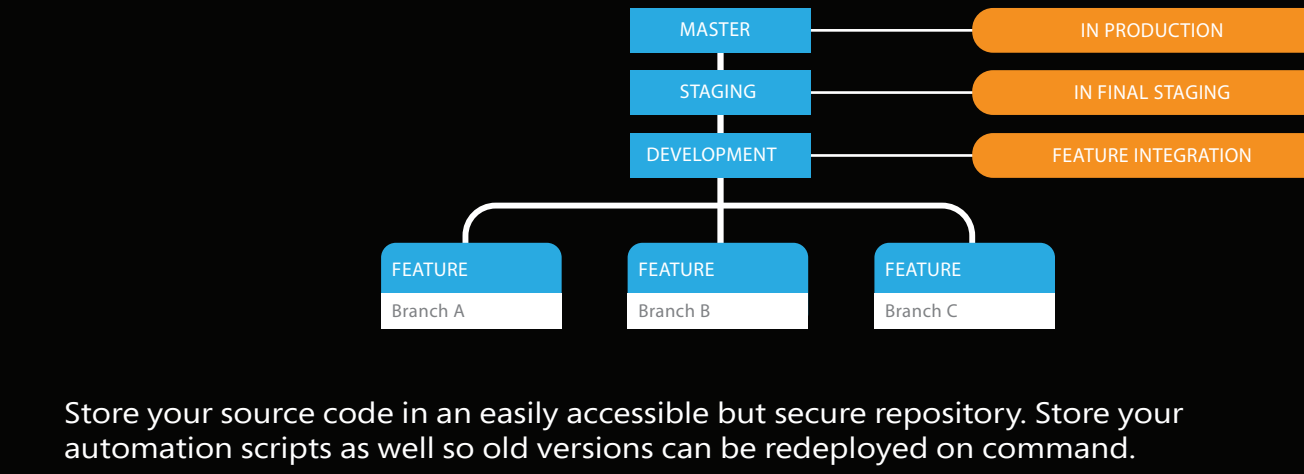 MASTER
IN PRODUCTION
STAGING
IN FINAL STAGING
DEVELOPMENT
FEATURE INTEGRATION
FEATURE
Branch A
FEATURE
Branch B
FEATURE
Branch C
Store your source code in an easily accessible but secure repository. Store your
automation scripts as well so old versions can be redeployed on command.